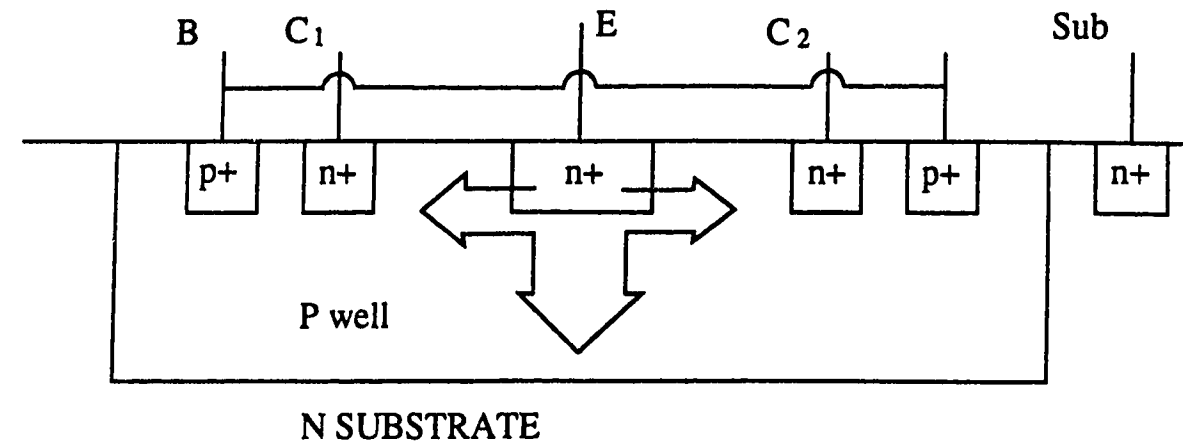 B C1 E C2 Sub
p+ n+ n+ n+ p+ n+
P well
N SUBSTRATE